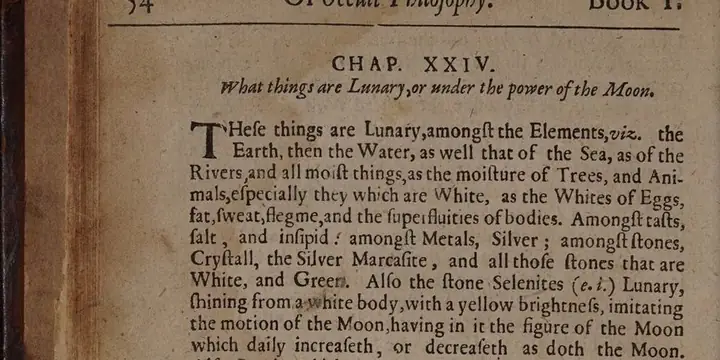 54 Of Occult Philosophy. Book I.
CHAP. XXIV.
What things are Lunary, or under the power of the Moon.
THeſe things are Lunary,amongſt the Elements,viz. the
Earth, then the Water, as well that of the Sea, as of the
Rivers,and all moiſt things,as the moiſture of Trees, and Ani-
mals,eſpecially they which are White, as the Whites of Eggs,
fat,ſweat,flegme,and the ſuperfluities of bodies. Amongſt taſts,
ſalt , and inſipid : amongſt Metals, Silver ; amongſt ſtones,
Cryſtall, the Silver Marcaſite , and all thoſe ſtones that are
White, and Green. Alſo the ſtone Selenites (e.i.) Lunary,
ſhining from a white body,with a yellow brightneſs, imitating
the motion of the Moon,having in it the figure of the Moon
which daily increaſeth, or decreaſeth as doth the Moon.